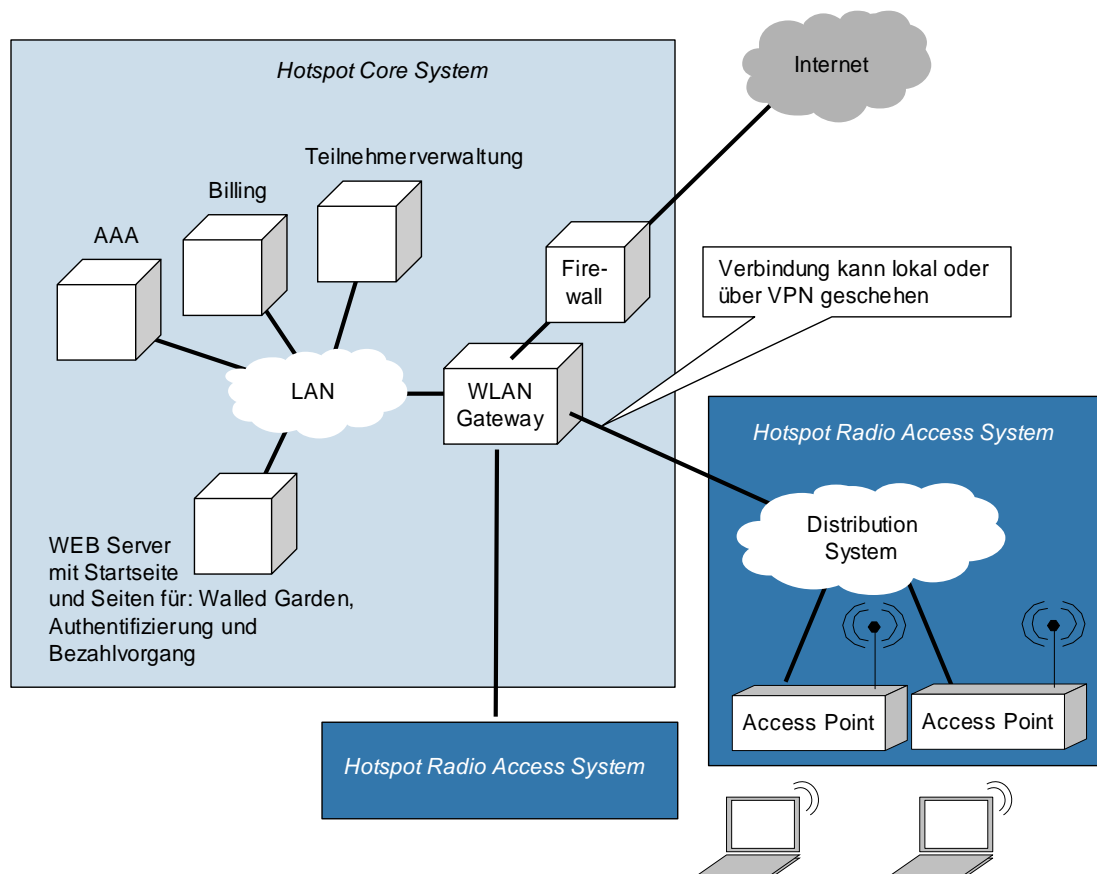 Hotspot Core System
Internet
Teilnehmerverwaltung
Billing
AAA
Fire-
wall
Verbindung kann lokal oder
über VPN geschehen
LAN
WLAN
Gateway
Hotspot Radio Access System
Distribution
System
WEB Server
mit Startseite
und Seiten für: Walled Garden,
Authentifizierung und
Bezahlvorgang
Access Point
Access Point
Hotspot Radio Access System